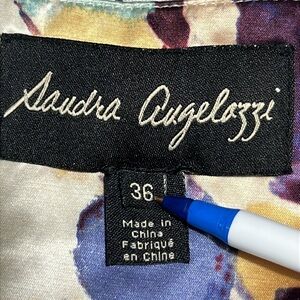 Sandra Angelozzi
36
Made in
China
Fabriqué
en Chine